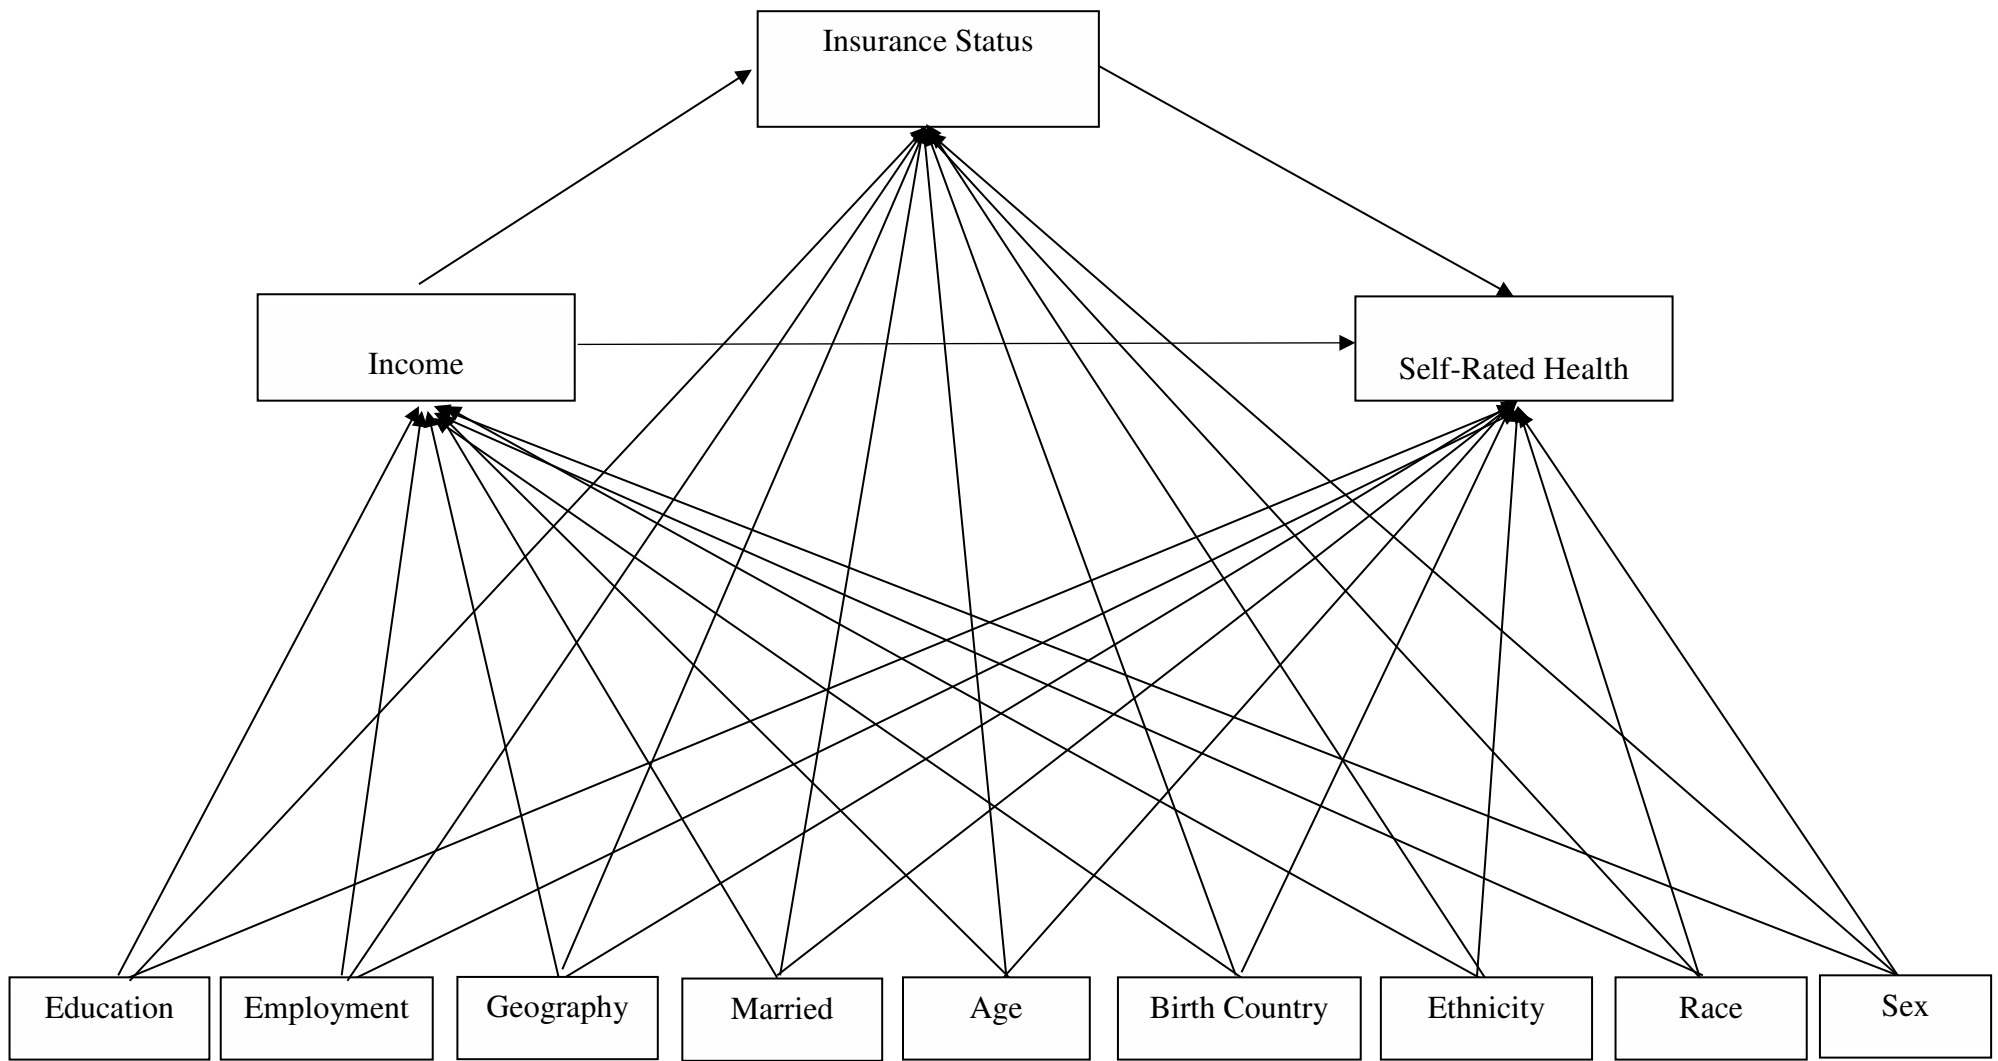 Insurance Status
Income
Self-Rated Health
Education
Employment
Geography
Married
Age
Birth Country
Ethnicity
Race
Sex